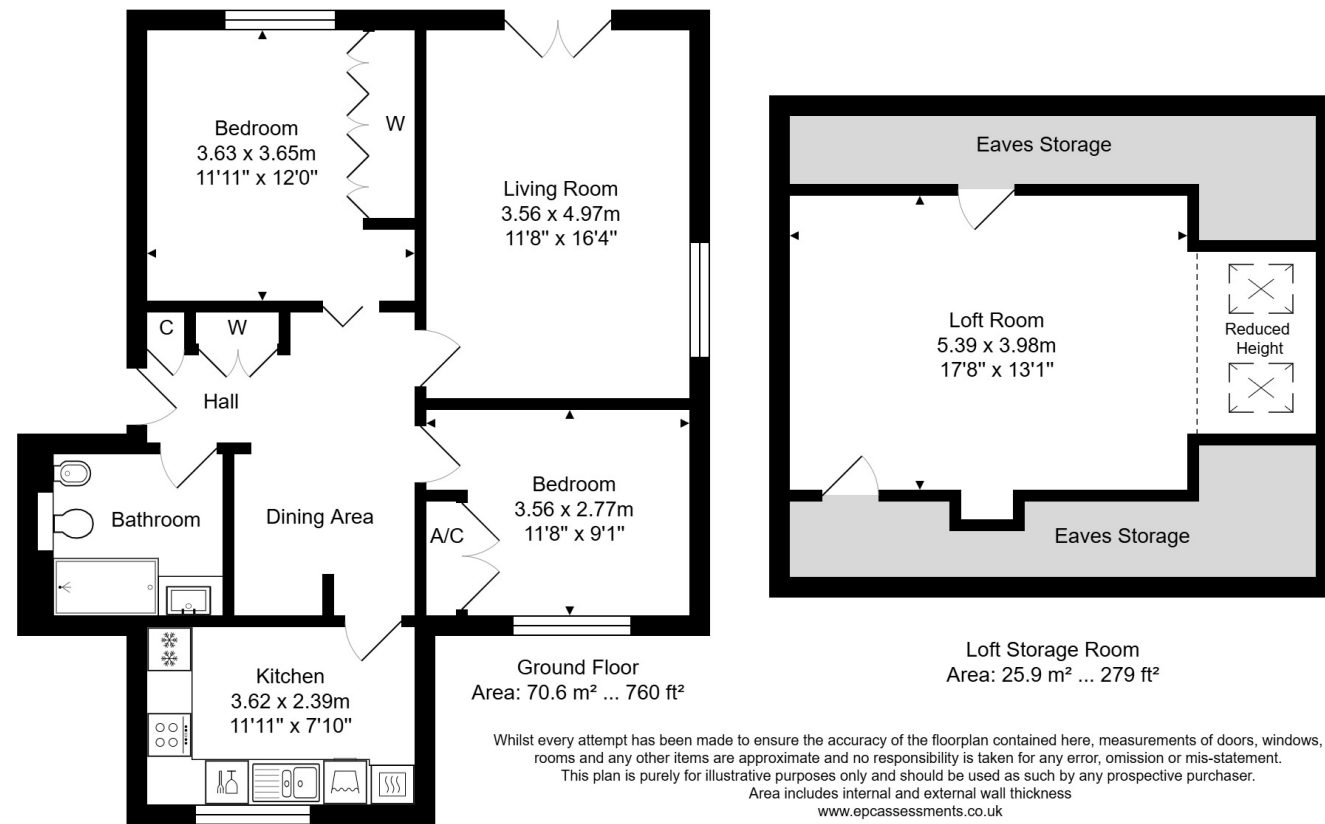 Bedroom
3.63 x 3.65m
11'11" x 12'0"
W
Living Room
3.56 x 4.97m
11'8" x 16'4"
C
W
Hall
Bathroom
Dining Area
Bedroom
3.56 x 2.77m
11'8" x 9'1"
A/C
Kitchen
3.62 x 2.39m
11'11" x 7'10"
Ground Floor
Area: 70.6 m² ... 760 ft²
Eaves Storage
Loft Room
5.39 x 3.98m
17'8" x 13'1"
Reduced
Height
Eaves Storage
Loft Storage Room
Area: 25.9 m² ... 279 ft²
Whilst every attempt has been made to ensure the accuracy of the floorplan contained here, measurements of doors, windows,
rooms and any other items are approximate and no responsibility is taken for any error, omission or mis-statement.
This plan is purely for illustrative purposes only and should be used as such by any prospective purchaser.
Area includes internal and external wall thickness
www.epcassessments.co.uk